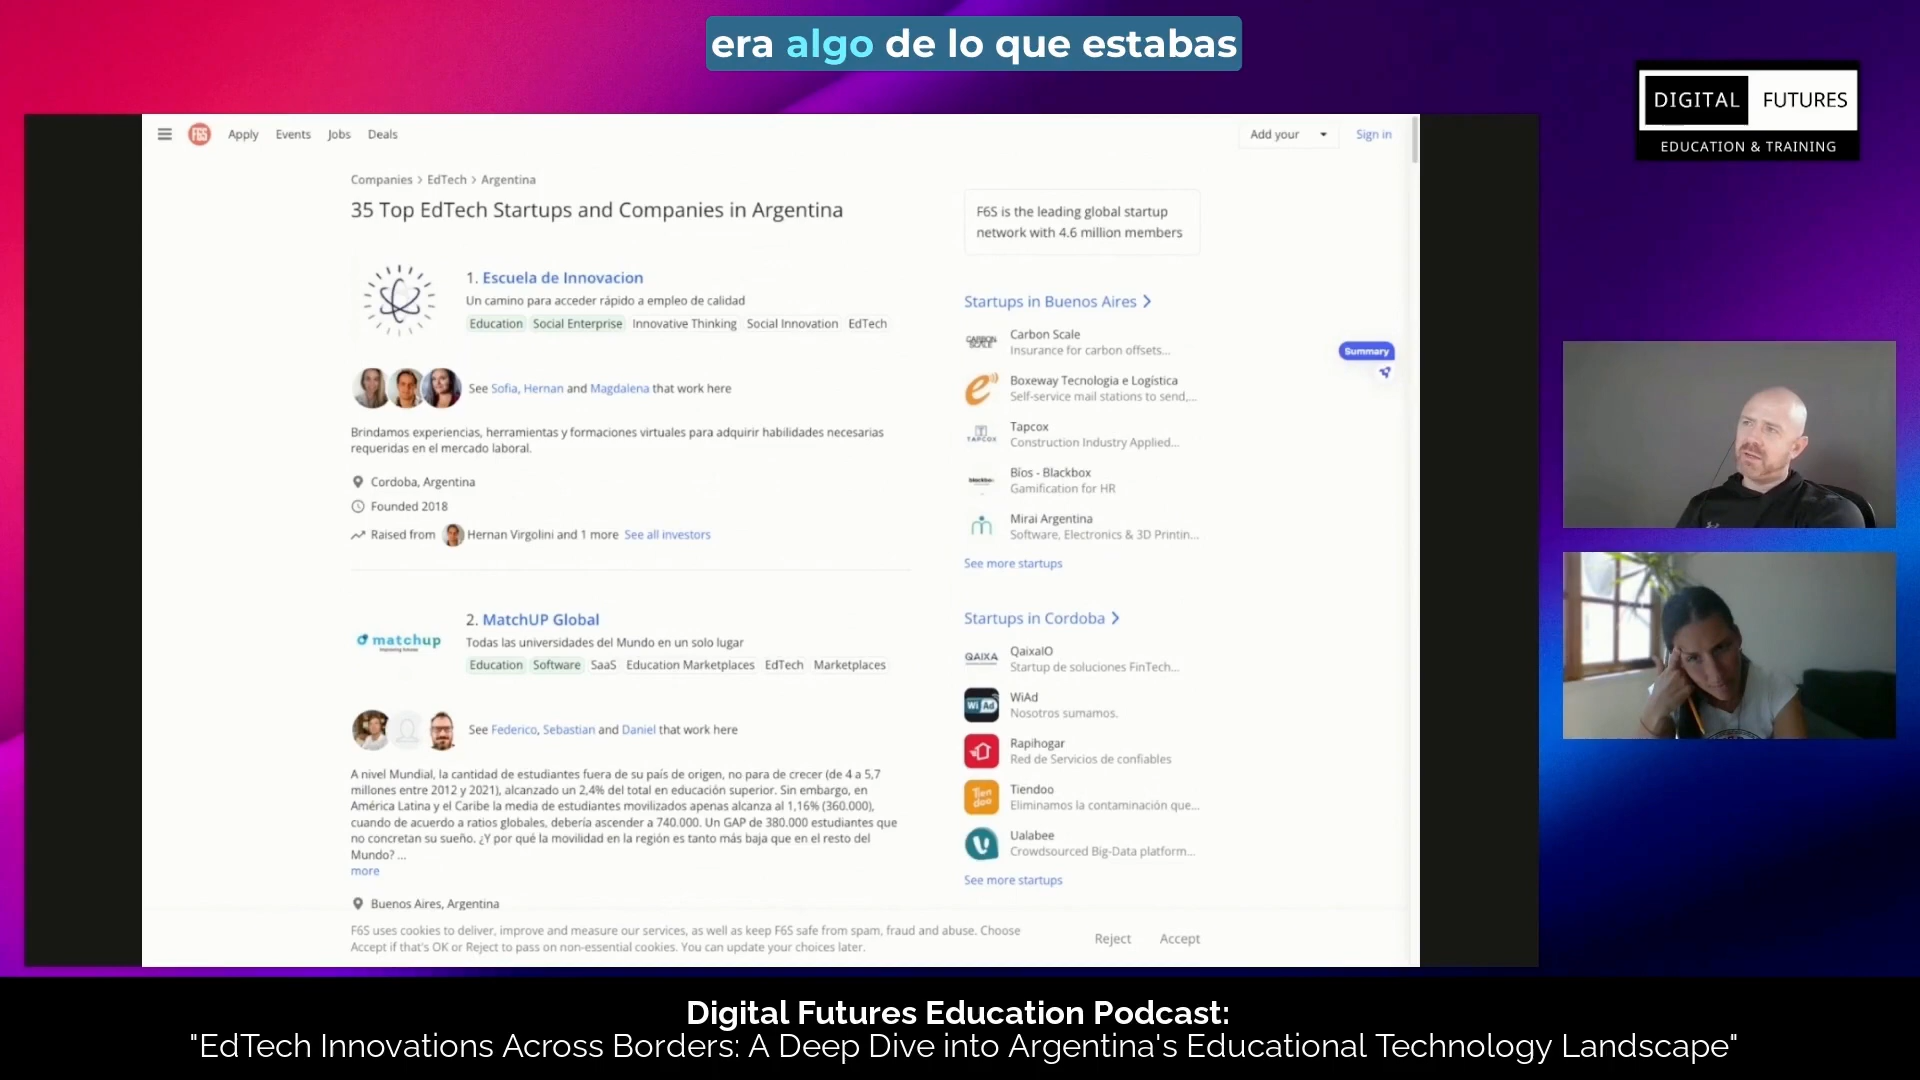 era algo de lo que estabas
DIGITAL FUTURES
EDUCATION & TRAINING
F6S Apply Events Jobs Deals
Add your
Sign in
Companies > EdTech > Argentina
35 Top EdTech Startups and Companies in Argentina
1. Escuela de Innovacion
Un camino para acceder rápido a empleo de calidad
Education Social Enterprise Innovative Thinking Social Innovation EdTech
See Sofia, Hernan and Magdalena that work here
Brindamos experiencias, herramientas y formaciones virtuales para adquirir habilidades necesarias
requeridas en el mercado laboral.
Cordoba, Argentina
Founded 2018
Raised from Hernan Virgolini and 1 more See all investors
matchup
2. MatchUP Global
Todas las universidades del Mundo en un solo lugar
Education Software SaaS Education Marketplaces EdTech Marketplaces
See Federico, Sebastian and Daniel that work here
A nivel Mundial, la cantidad de estudiantes fuera de su país de origen, no para de crecer (de 4 a 5,7
millones entre 2012 y 2021), alcanzado un 2,4% del total en educación superior. Sin embargo, en
América Latina y el Caribe la media de estudiantes movilizados apenas alcanza al 1,16% (360.000),
cuando de acuerdo a ratios globales, debería ascender a 740.000. Un GAP de 380.000 estudiantes que
no concretan su sueño. ¿Y por qué la movilidad en la región es tanto más baja que en el resto del
Mundo? ...
more
Buenos Aires, Argentina
F6S is the leading global startup
network with 4.6 million members
Startups in Buenos Aires >
CARBON
SCALE
Carbon Scale
Insurance for carbon offsets...
Boxeway Tecnologia e Logística
Self-service mail stations to send,...
TAPCOX
Tapcox
Construction Industry Applied...
Bíos - Blackbox
Gamification for HR
Mirai Argentina
Software, Electronics & 3D Printin...
See more startups
Startups in Cordoba >
QAIXA
QaixaIO
Startup de soluciones FinTech...
Wi Ad
WiAd
Nosotros sumamos.
Rapihogar
Red de Servicios de confiables
Tien
doo
Tiendoo
Eliminamos la contaminación que...
Ualabee
Crowdsourced Big-Data platform...
See more startups
Summary
F6S uses cookies to deliver, improve and measure our services, as well as keep F6S safe from spam, fraud and abuse. Choose
Accept if that's OK or Reject to pass on non-essential cookies. You can update your choices later.
Reject Accept
Digital Futures Education Podcast:
"EdTech Innovations Across Borders: A Deep Dive into Argentina's Educational Technology Landscape"